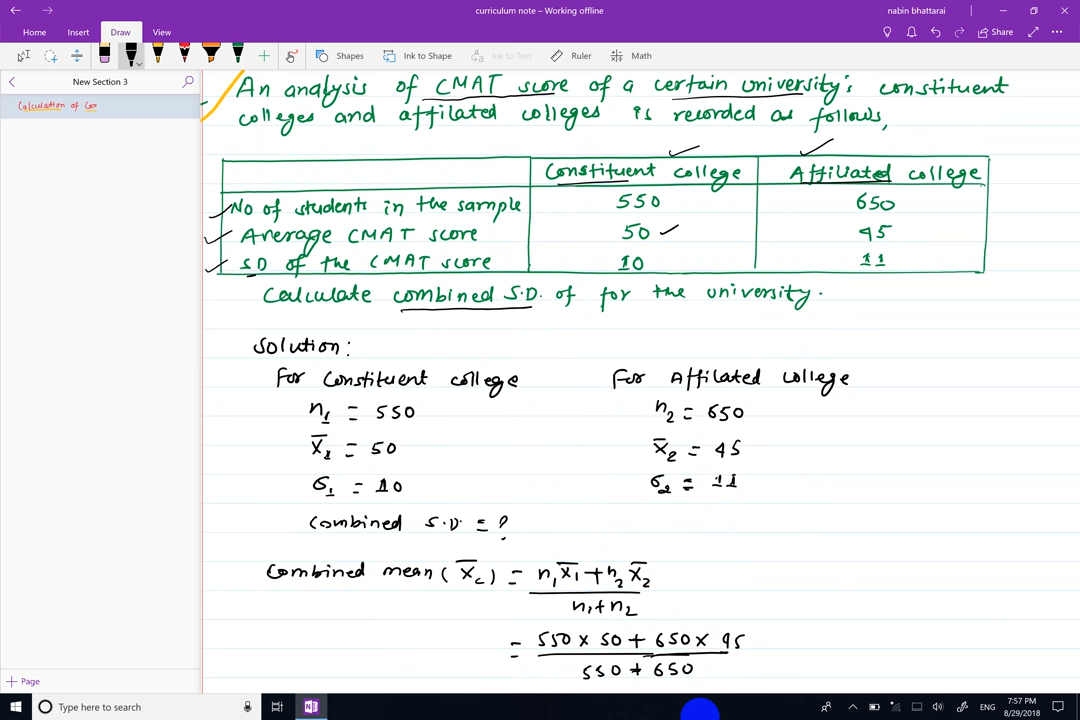 curriculum note – Working offline
nabin bhattarai
Home Insert Draw View
Share
Shapes Ink to Shape Ink to Text Ruler Math
New Section 3
Calculation of Com
An analysis of CMAT score of a certain university's constituent
colleges and affilated colleges is recorded as follows,
Constituent college Affiliated college
No of students in the sample 550 650
Average CMAT score 50 45
SD of the CMAT score 10 11
Calculate combined S.D. of for the university.
Solution:
For Constituent college For Affilated college
n₁ = 550 n₂ = 650
X̅₁ = 50 X̅₂ = 45
σ₁ = 10 σ₂ = 11
Combined S.D. = ?
Combined mean (X̅c) = n₁X̅₁ + n₂X̅₂
n₁ + n₂
= 550 × 50 + 650 × 45
550 + 650
Page
Type here to search
ENG
7:57 PM
8/29/2018